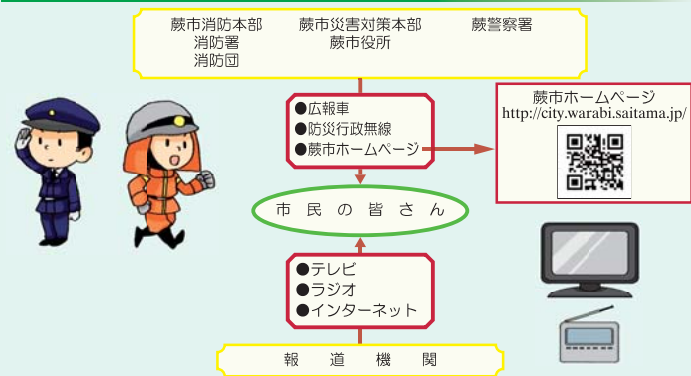 蕨市消防本部
消防署
消防団
蕨市災害対策本部
蕨市役所
蕨警察署
●広報車
●防災行政無線
●蕨市ホームページ
蕨市ホームページ
http://city.warabi.saitama.jp/
市民の皆さん
●テレビ
●ラジオ
●インターネット
報道機関